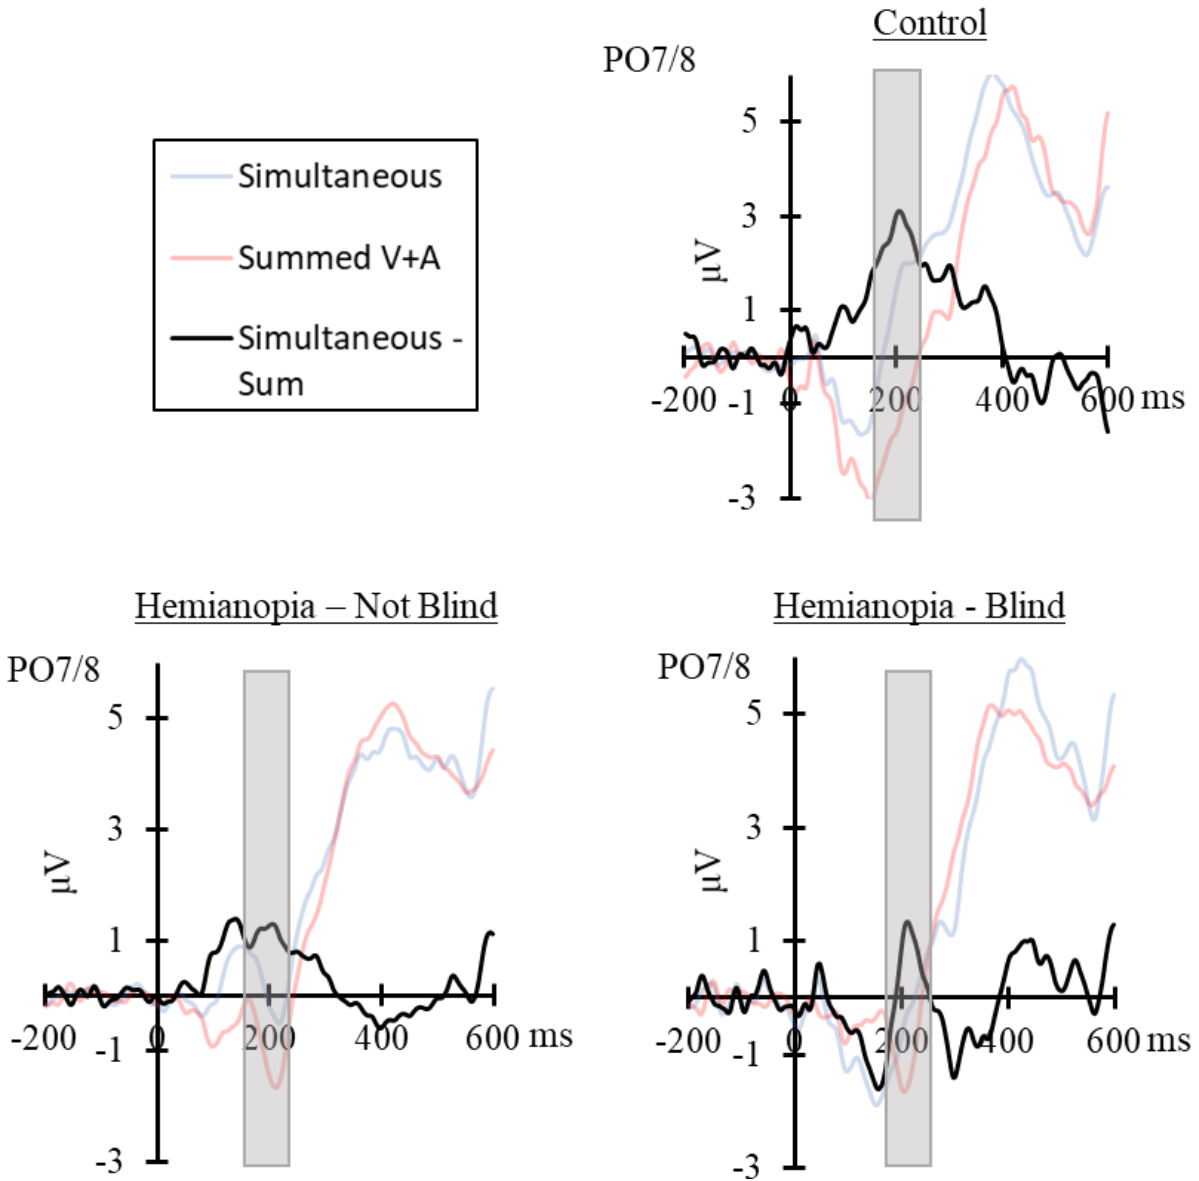 Control
PO7/8
Simultaneous
Summed V+A
Simultaneous -
Sum
5
3
1
-1
-3
µV
-200
0
200
400
600 ms
Hemianopia – Not Blind
PO7/8
5
3
1
-1
-3
µV
-200
0
200
400
600 ms
Hemianopia - Blind
PO7/8
5
3
1
-1
-3
µV
-200
0
200
400
600 ms